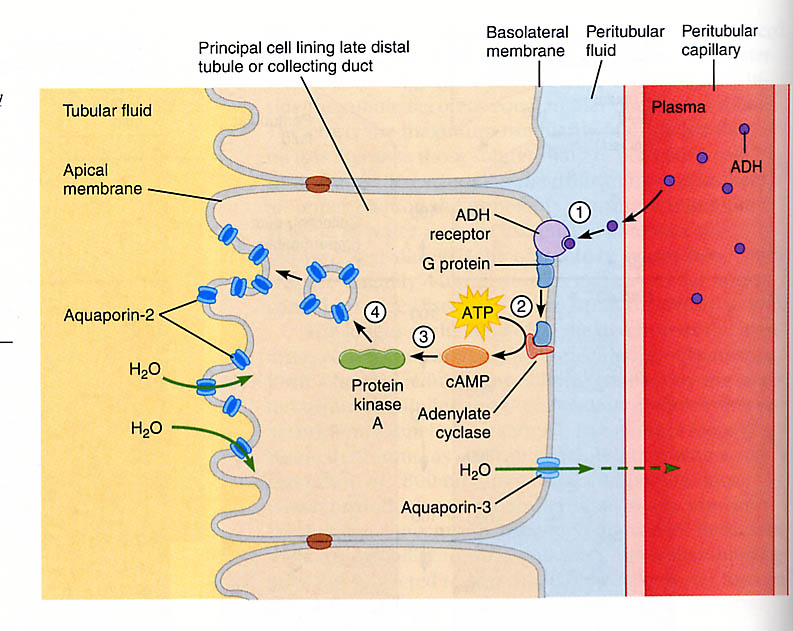 Principal cell lining late distal
tubule or collecting duct
Basolateral
membrane
Peritubular
fluid
Peritubular
capillary
Tubular fluid
Plasma
ADH
Apical
membrane
ADH
receptor
1
G protein
Aquaporin-2
ATP
2
4
3
cAMP
Protein
kinase
A
Adenylate
cyclase
H₂O
H₂O
H₂O
Aquaporin-3